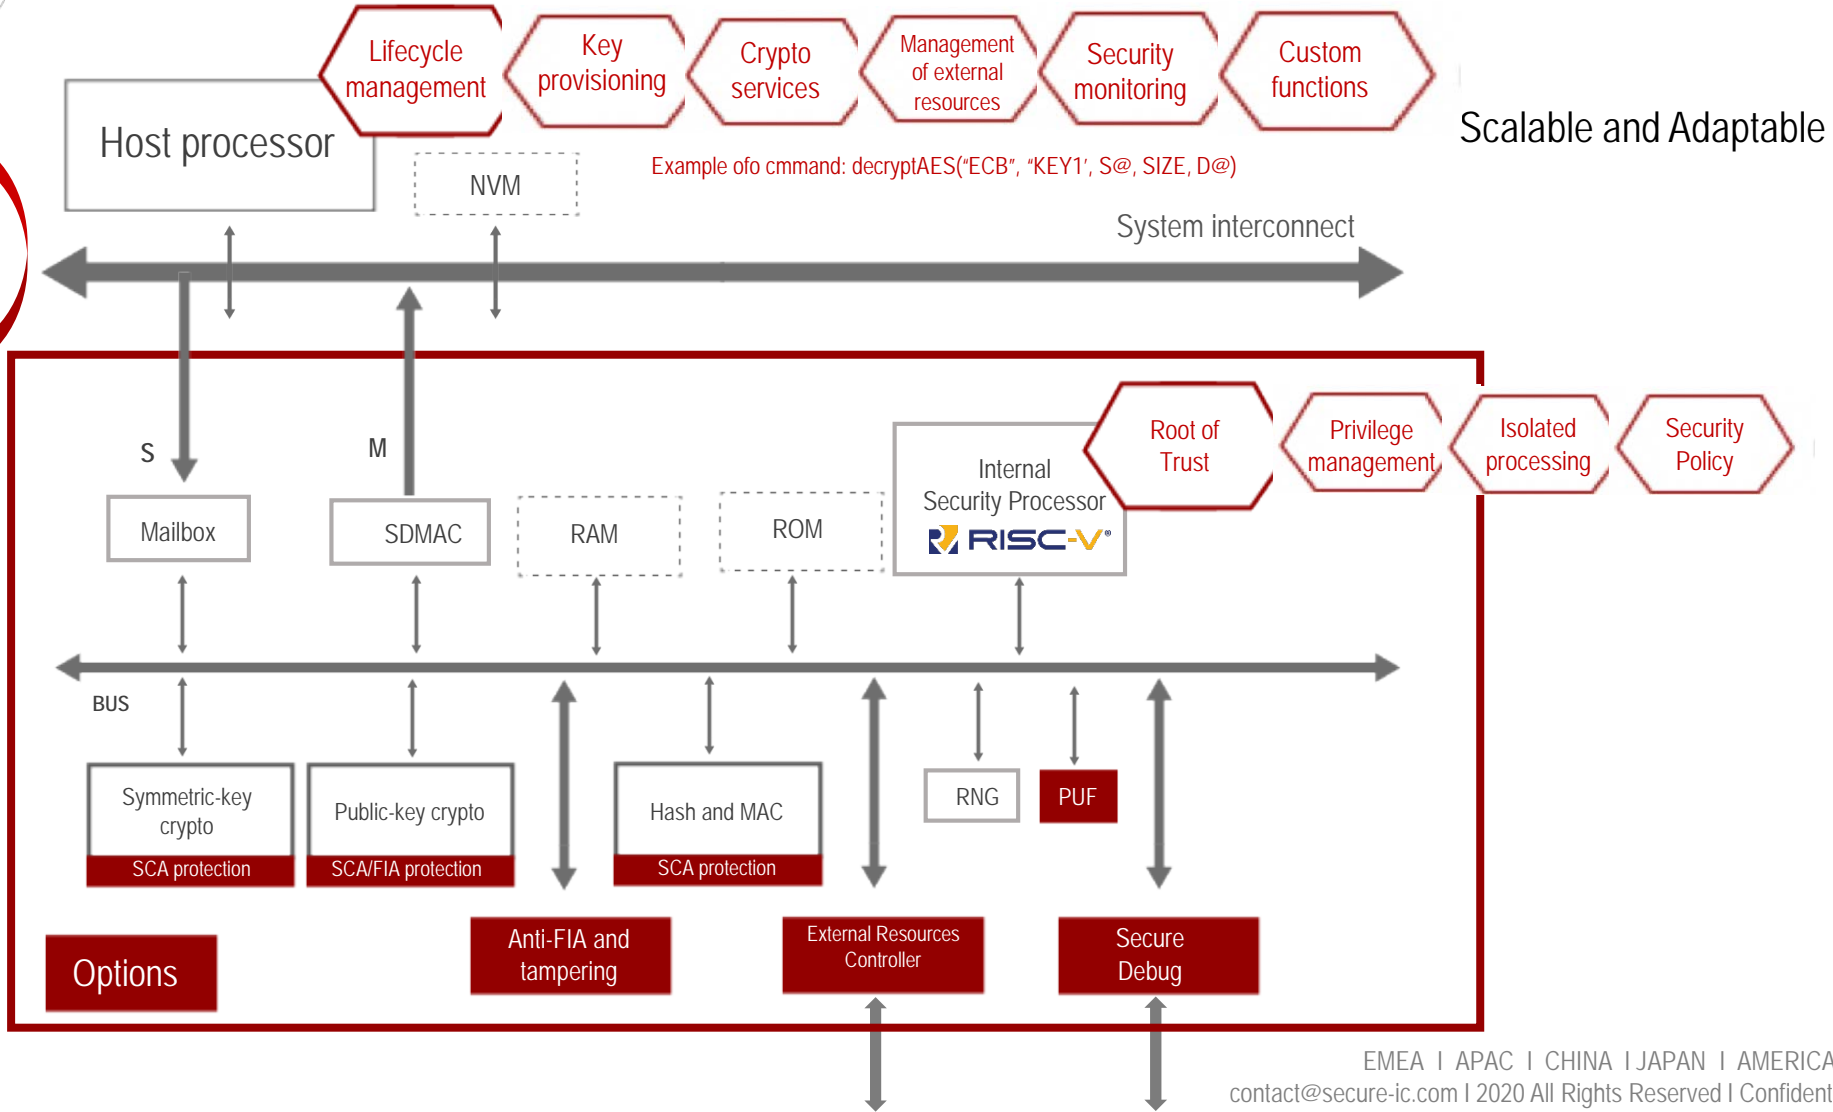 Lifecycle
management
Key
provisioning
Crypto
services
Management
of external
resources
Security
monitoring
Custom
functions
Host processor
Scalable and Adaptable
Example ofo cmmand: decryptAES("ECB", "KEY1', S@, SIZE, D@)
NVM
System interconnect
S
M
Root of
Trust
Privilege
management
Isolated
processing
Security
Policy
Internal
Security Processor
RISC-V®
Mailbox
SDMAC
RAM
ROM
BUS
Symmetric-key
crypto
SCA protection
Public-key crypto
SCA/FIA protection
Hash and MAC
SCA protection
RNG
PUF
Options
Anti-FIA and
tampering
External Resources
Controller
Secure
Debug
EMEA I APAC I CHINA I JAPAN I AMERICA
contact@secure-ic.com I 2020 All Rights Reserved I Confident